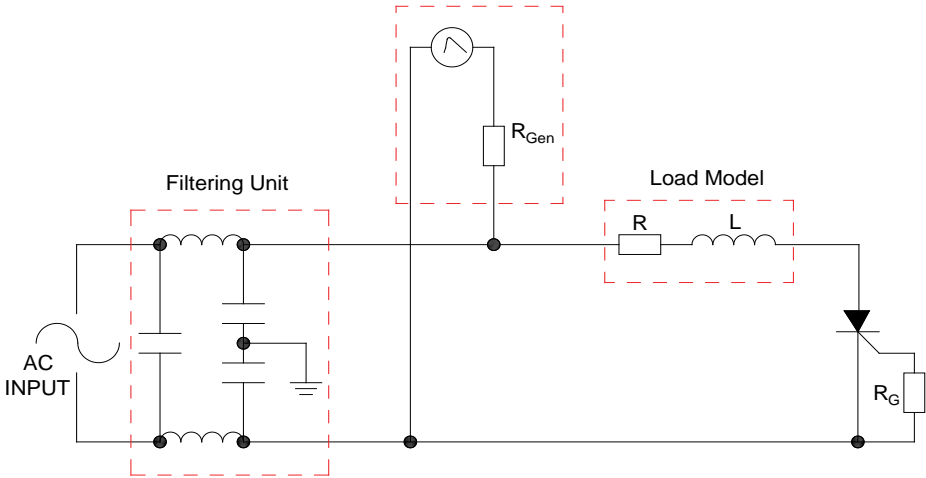 R_Gen
Filtering Unit
Load Model
R
L
AC
INPUT
R_G